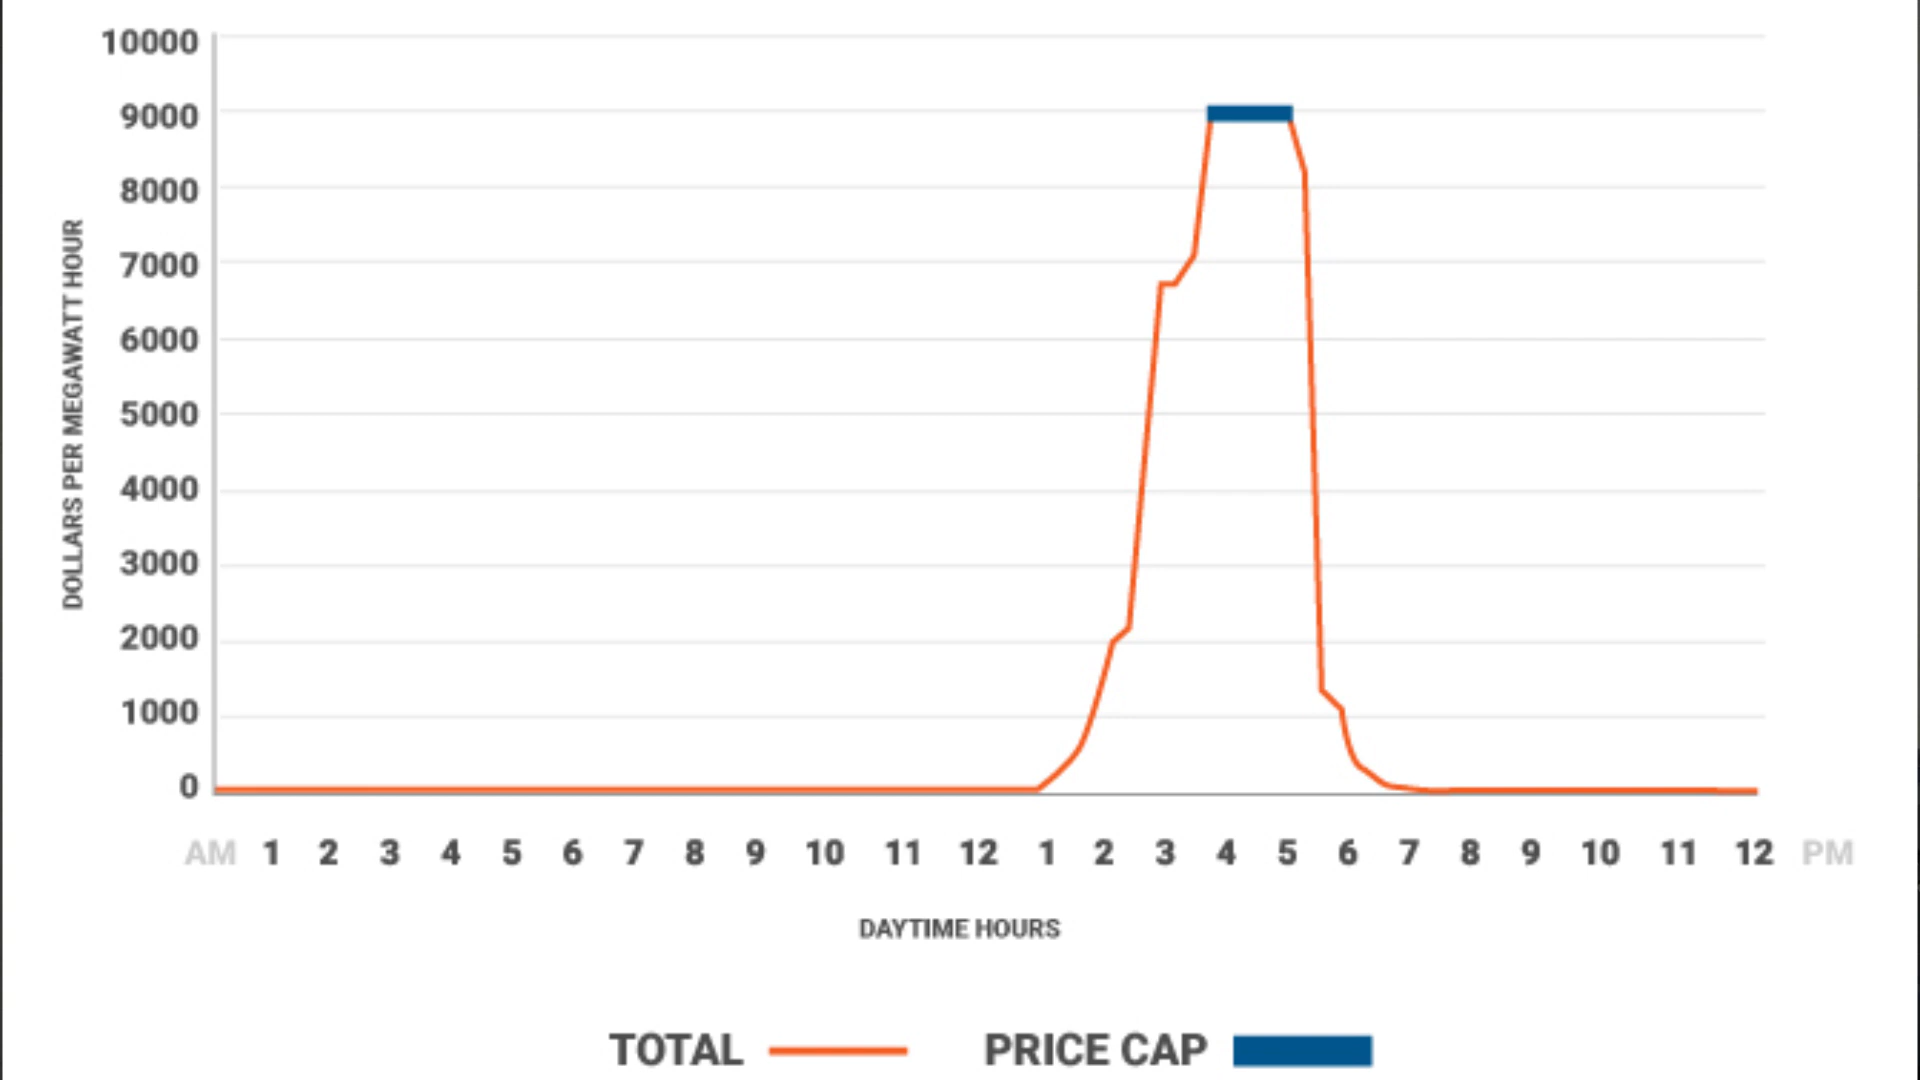 10000
9000
8000
7000
6000
5000
4000
3000
2000
1000
0
DOLLARS PER MEGAWATT HOUR
AM 1 2 3 4 5 6 7 8 9 10 11 12 1 2 3 4 5 6 7 8 9 10 11 12 PM
DAYTIME HOURS
TOTAL PRICE CAP